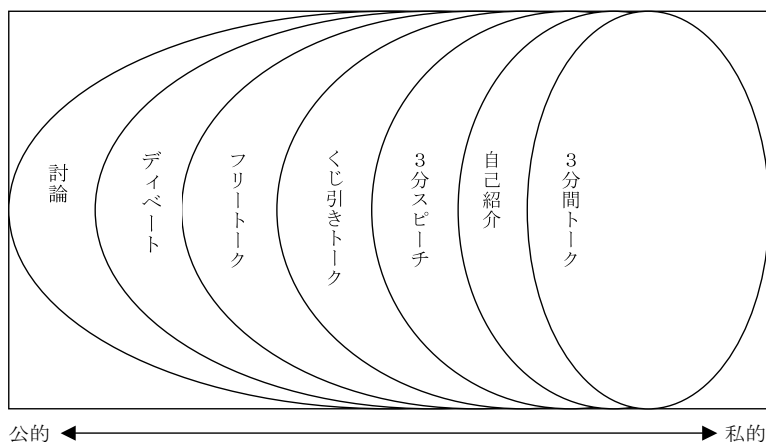 討論
ディベート
フリートーク
くじ引きトーク
３分スピーチ
自己紹介
３分間トーク
公的
私的